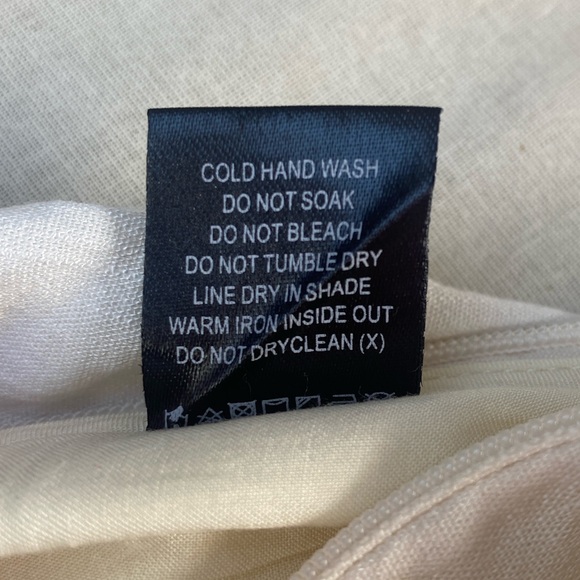 COLD HAND WASH
DO NOT SOAK
DO NOT BLEACH
DO NOT TUMBLE DRY
LINE DRY IN SHADE
WARM IRON INSIDE OUT
DO NOT DRYCLEAN (X)